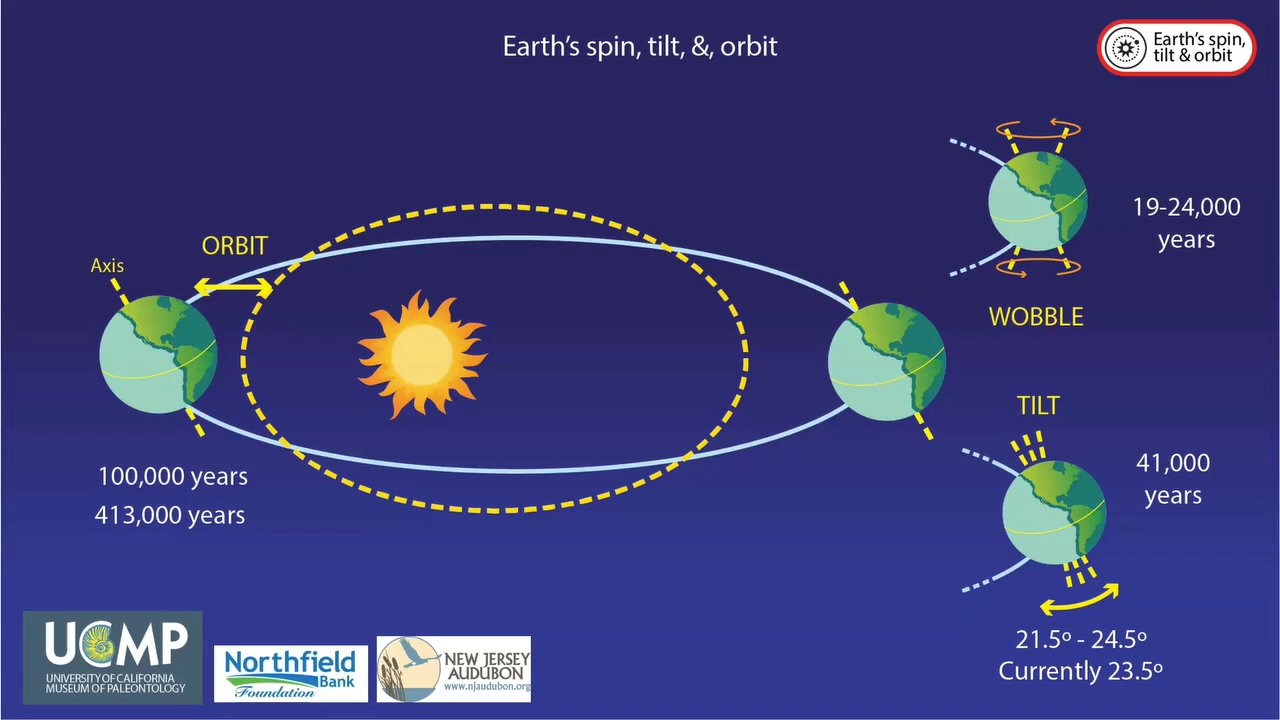 Earth's spin, tilt, &, orbit
Earth's spin,
tilt & orbit
ORBIT
Axis
100,000 years
413,000 years
19-24,000
years
WOBBLE
TILT
41,000
years
21.5º - 24.5º
Currently 23.5º
UCMP
UNIVERSITY OF CALIFORNIA
MUSEUM OF PALEONTOLOGY
Northfield
Bank
Foundation
NEW JERSEY
AUDUBON
www.njaudubon.org